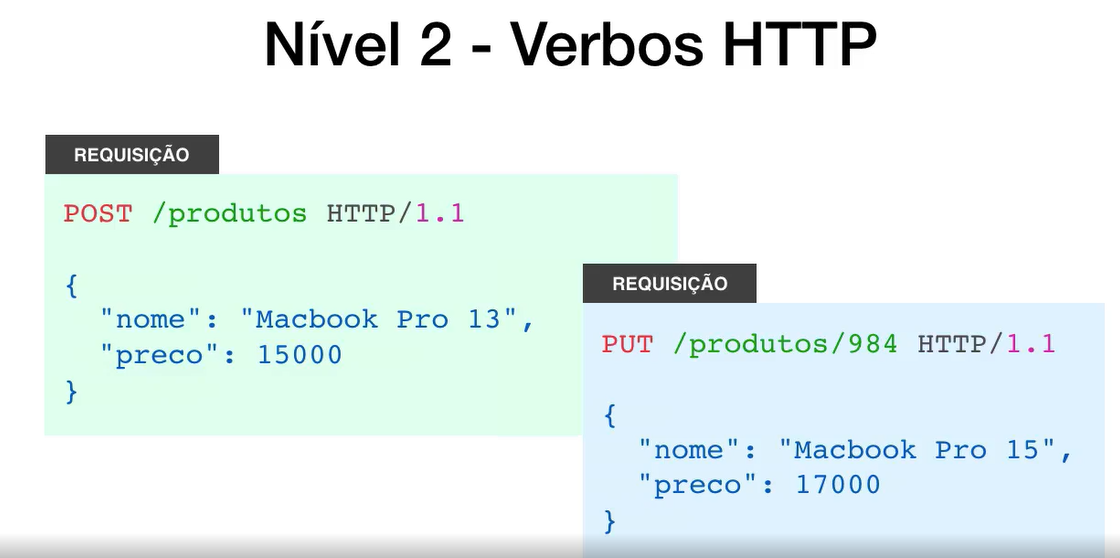 Nível 2 - Verbos HTTP
REQUISIÇÃO
POST /produtos HTTP/1.1
{
"nome": "Macbook Pro 13",
"preco": 15000
}
REQUISIÇÃO
PUT /produtos/984 HTTP/1.1
{
"nome": "Macbook Pro 15",
"preco": 17000
}